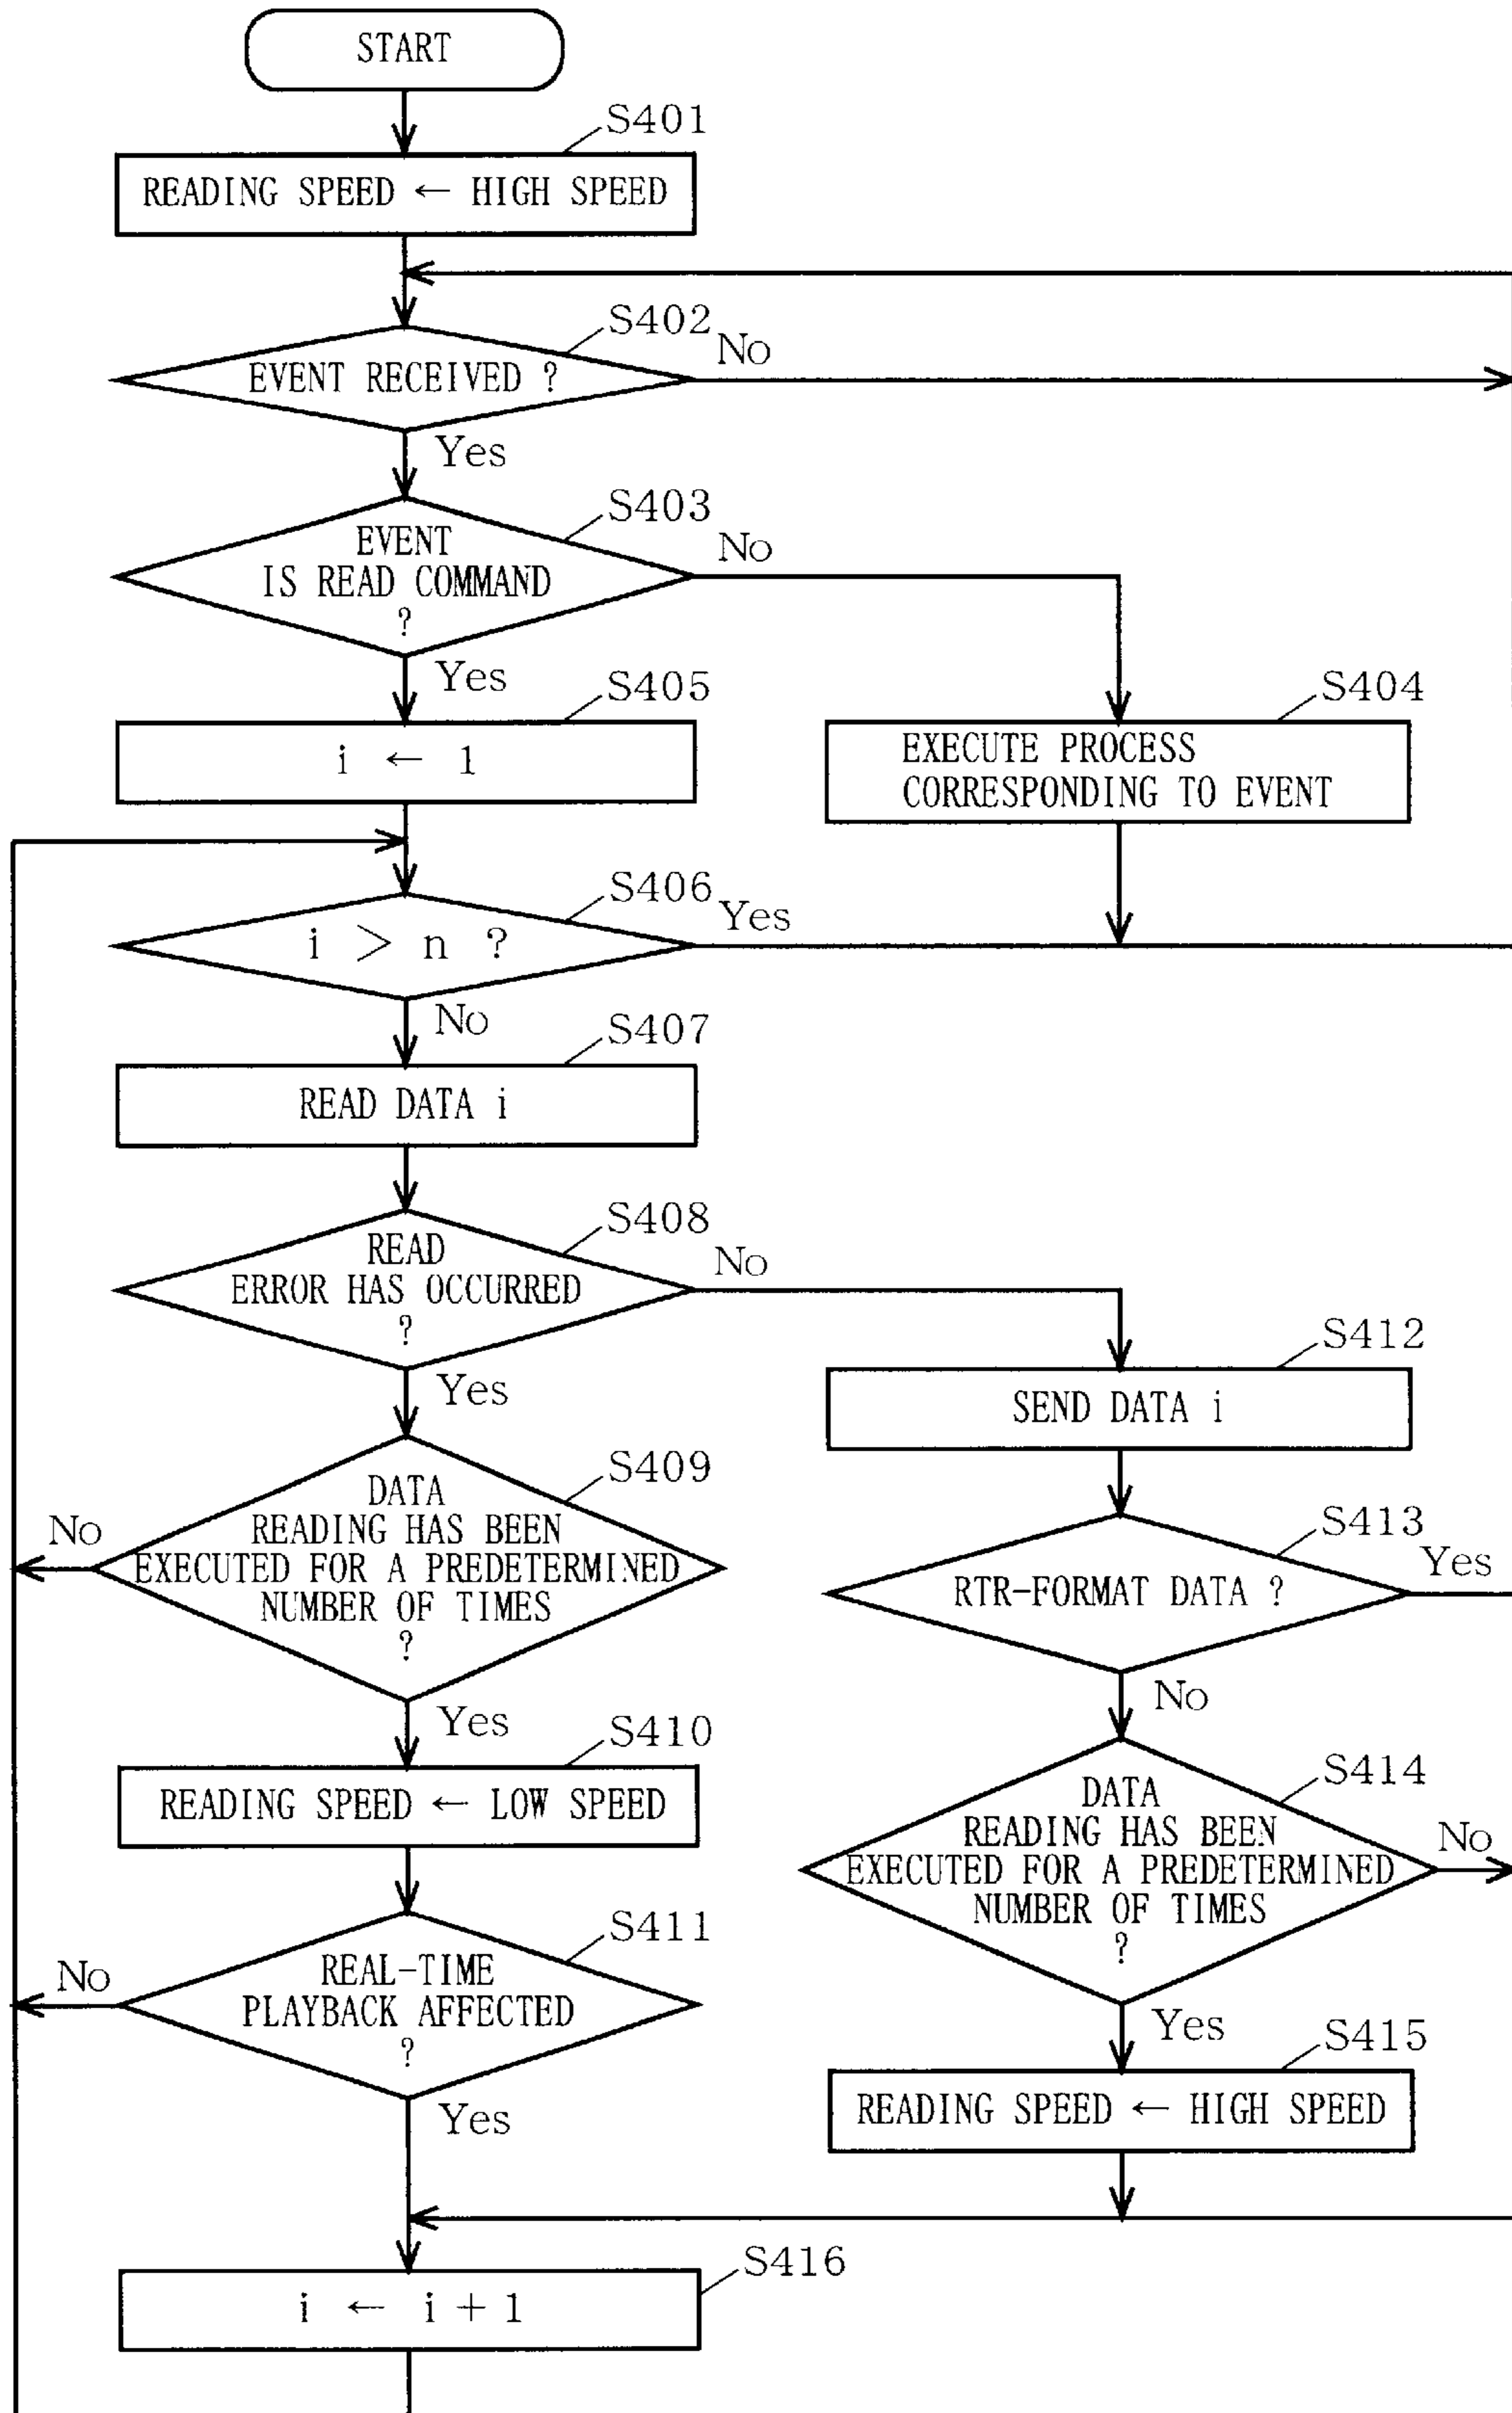 START
S401
READING SPEED ← HIGH SPEED
S402
EVENT RECEIVED ?
No
Yes
S403
EVENT
IS READ COMMAND
?
No
Yes
S405
i ← 1
S404
EXECUTE PROCESS
CORRESPONDING TO EVENT
S406
i > n ?
Yes
No
S407
READ DATA i
S408
READ
ERROR HAS OCCURRED
?
No
Yes
S412
SEND DATA i
S409
DATA
READING HAS BEEN
EXECUTED FOR A PREDETERMINED
NUMBER OF TIMES
?
No
Yes
S413
RTR-FORMAT DATA ?
Yes
No
S410
READING SPEED ← LOW SPEED
S414
DATA
READING HAS BEEN
EXECUTED FOR A PREDETERMINED
NUMBER OF TIMES
?
No
Yes
S411
REAL-TIME
PLAYBACK AFFECTED
?
No
Yes
S415
READING SPEED ← HIGH SPEED
S416
i ← i + 1